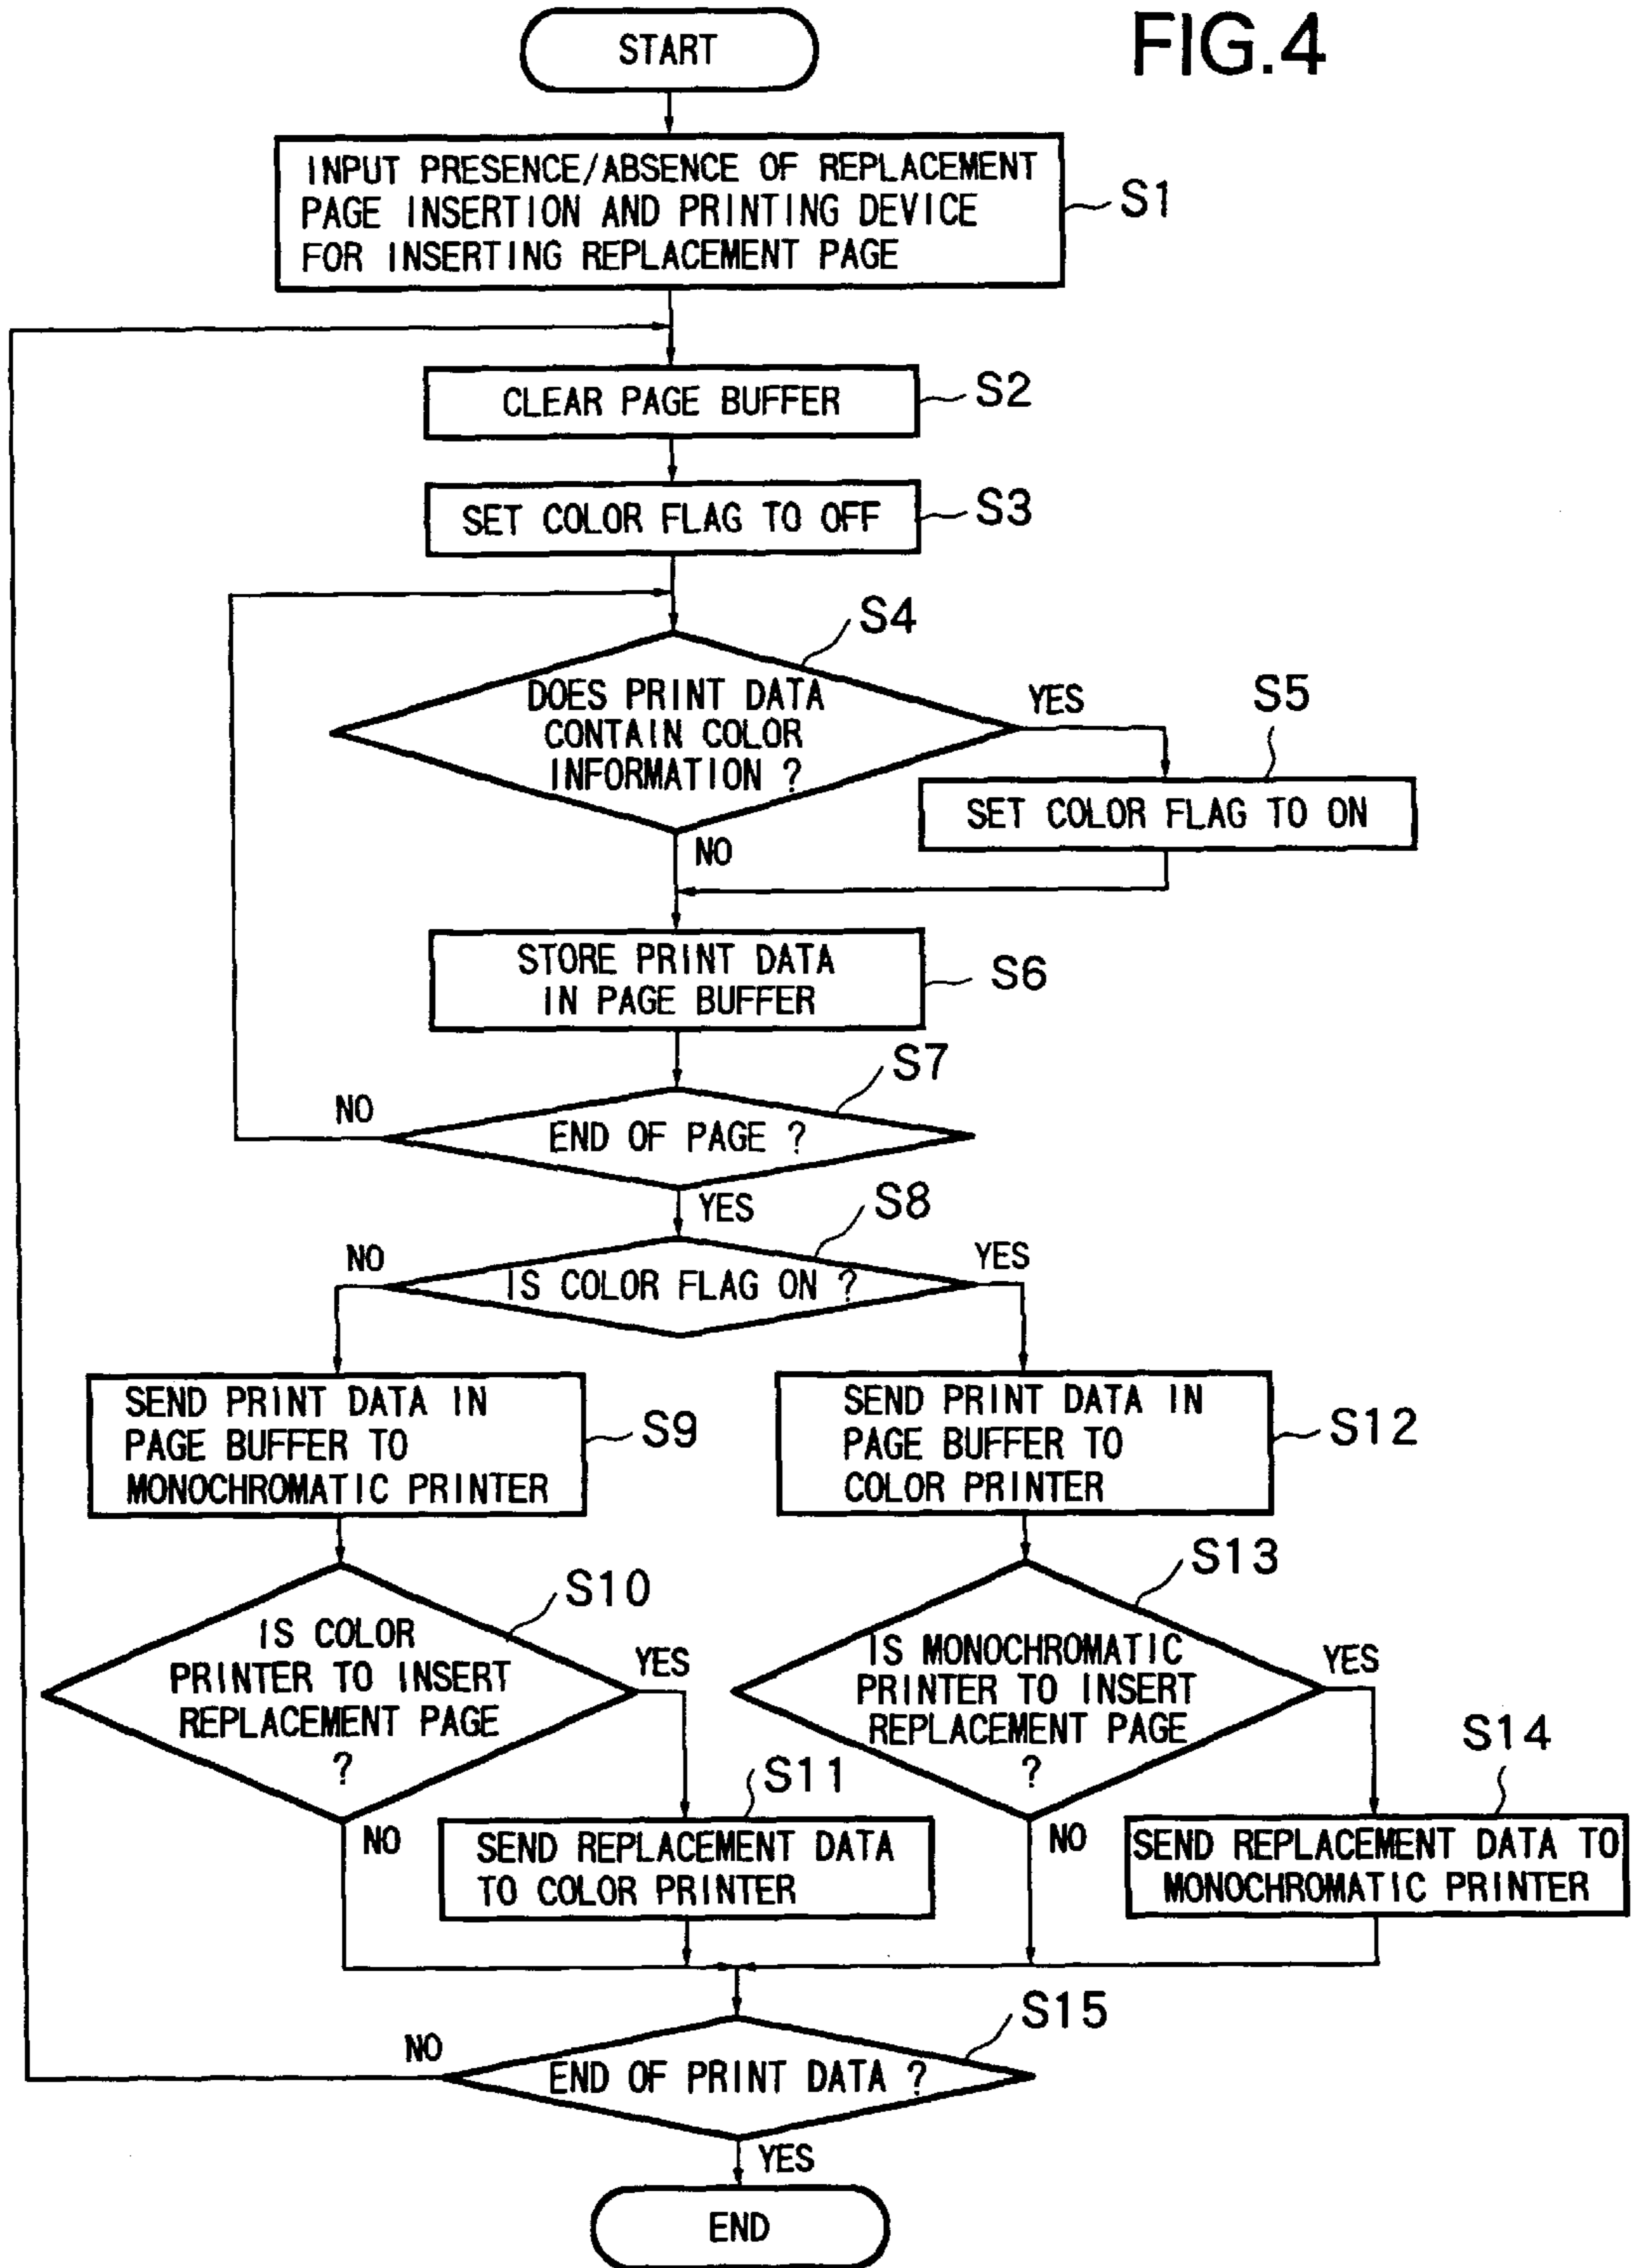 FIG.4
START
INPUT PRESENCE/ABSENCE OF REPLACEMENT
PAGE INSERTION AND PRINTING DEVICE
FOR INSERTING REPLACEMENT PAGE
S1
CLEAR PAGE BUFFER
S2
SET COLOR FLAG TO OFF
S3
S4
DOES PRINT DATA
CONTAIN COLOR
INFORMATION ?
YES
S5
SET COLOR FLAG TO ON
NO
STORE PRINT DATA
IN PAGE BUFFER
S6
S7
NO
END OF PAGE ?
YES
S8
NO
IS COLOR FLAG ON ?
YES
SEND PRINT DATA IN
PAGE BUFFER TO
MONOCHROMATIC PRINTER
S9
SEND PRINT DATA IN
PAGE BUFFER TO
COLOR PRINTER
S12
S10
IS COLOR
PRINTER TO INSERT
REPLACEMENT PAGE
?
YES
NO
S11
SEND REPLACEMENT DATA
TO COLOR PRINTER
S13
IS MONOCHROMATIC
PRINTER TO INSERT
REPLACEMENT PAGE
?
YES
NO
S14
SEND REPLACEMENT DATA TO
MONOCHROMATIC PRINTER
S15
NO
END OF PRINT DATA ?
YES
END